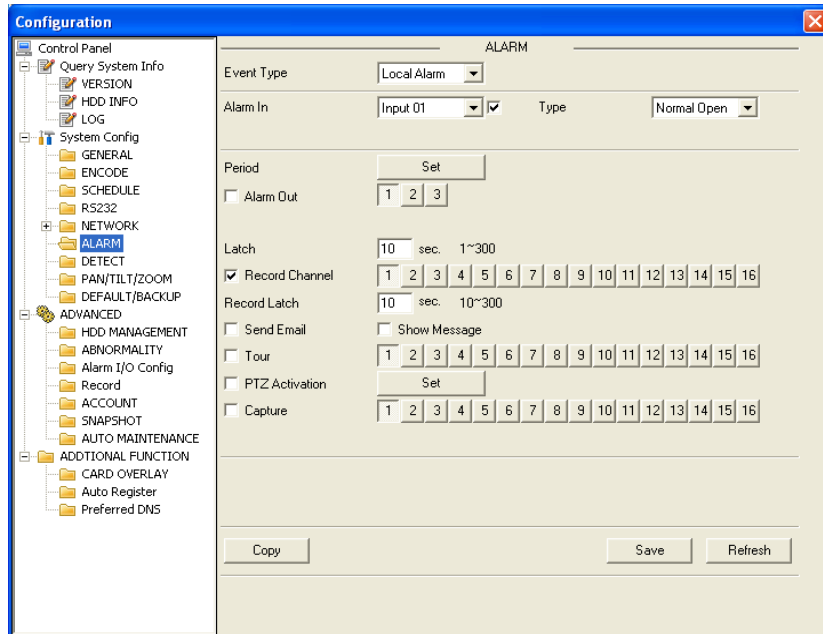 Configuration
Control Panel
Query System Info
VERSION
HDD INFO
LOG
System Config
GENERAL
ENCODE
SCHEDULE
RS232
NETWORK
ALARM
DETECT
PAN/TILT/ZOOM
DEFAULT/BACKUP
ADVANCED
HDD MANAGEMENT
ABNORMALITY
Alarm I/O Config
Record
ACCOUNT
SNAPSHOT
AUTO MAINTENANCE
ADDTIONAL FUNCTION
CARD OVERLAY
Auto Register
Preferred DNS
ALARM
Event Type Local Alarm
Alarm In Input 01 Type Normal Open
Period Set
Alarm Out 1 2 3
Latch 10 sec. 1~300
Record Channel 1 2 3 4 5 6 7 8 9 10 11 12 13 14 15 16
Record Latch 10 sec. 10~300
Send Email Show Message
Tour 1 2 3 4 5 6 7 8 9 10 11 12 13 14 15 16
PTZ Activation Set
Capture 1 2 3 4 5 6 7 8 9 10 11 12 13 14 15 16
Copy Save Refresh